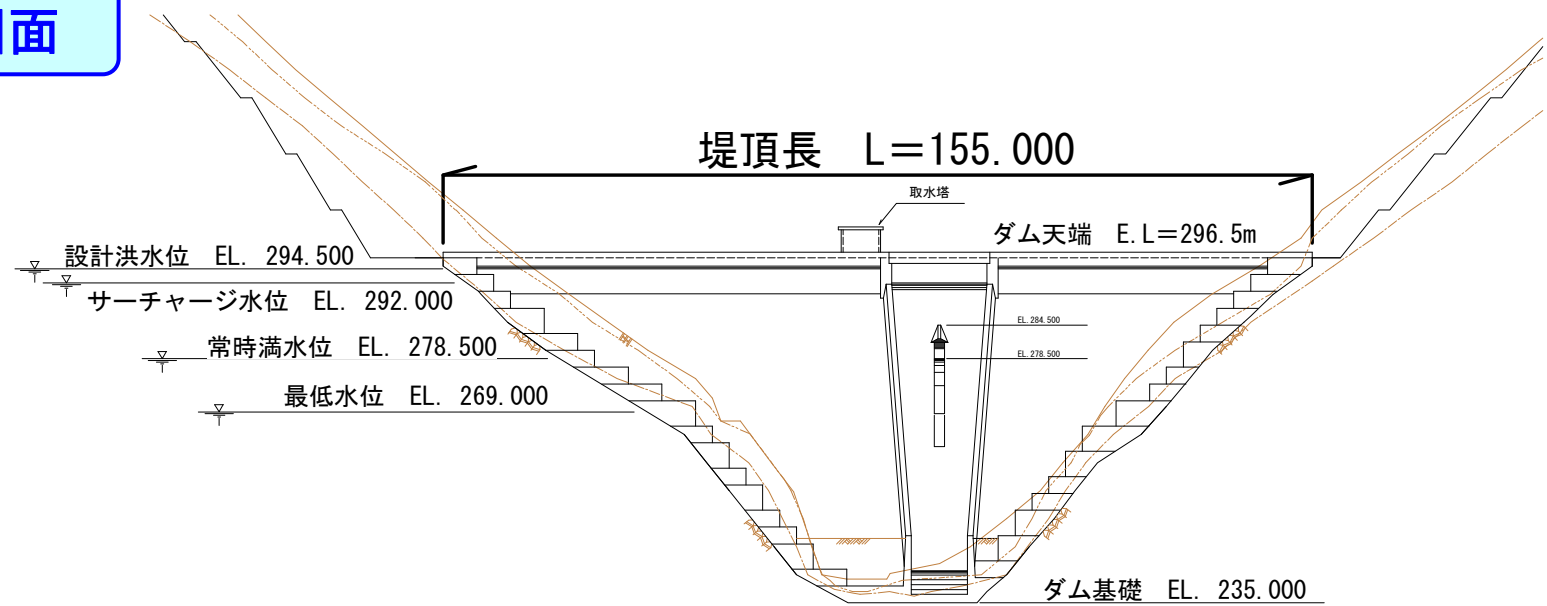 面
堤頂長　L＝155.000
取水塔
ダム天端　E.L＝296.5m
設計洪水位　EL. 294.500
サーチャージ水位　EL. 292.000
EL. 284.500
常時満水位　EL. 278.500
EL. 278.500
最低水位　EL. 269.000
ダム基礎　EL. 235.000